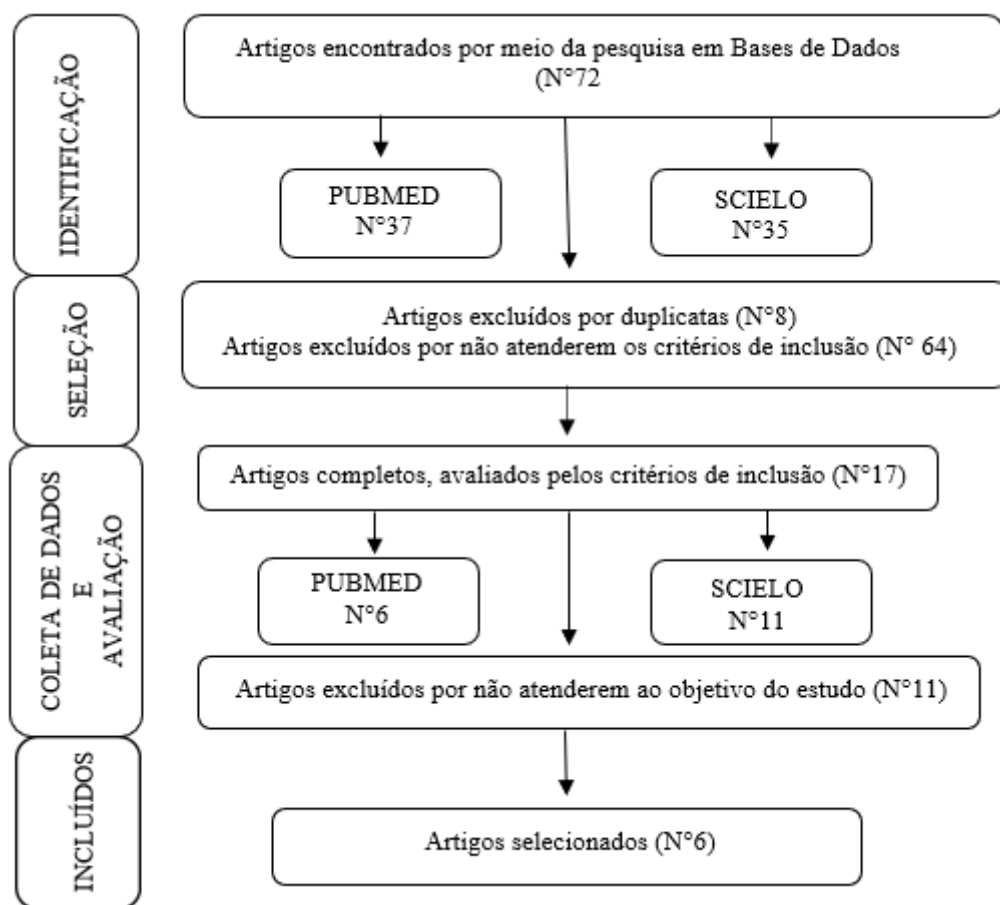 IDENTIFICAÇÃO
Artigos encontrados por meio da pesquisa em Bases de Dados
(N°72
PUBMED
N°37
SCIELO
N°35
SELEÇÃO
Artigos excluídos por duplicatas (N°8)
Artigos excluídos por não atenderem os critérios de inclusão (N° 64)
COLETA DE DADOS
E
AVALIAÇÃO
Artigos completos, avaliados pelos critérios de inclusão (N°17)
PUBMED
N°6
SCIELO
N°11
Artigos excluídos por não atenderem ao objetivo do estudo (N°11)
INCLUÍDOS
Artigos selecionados (N°6)